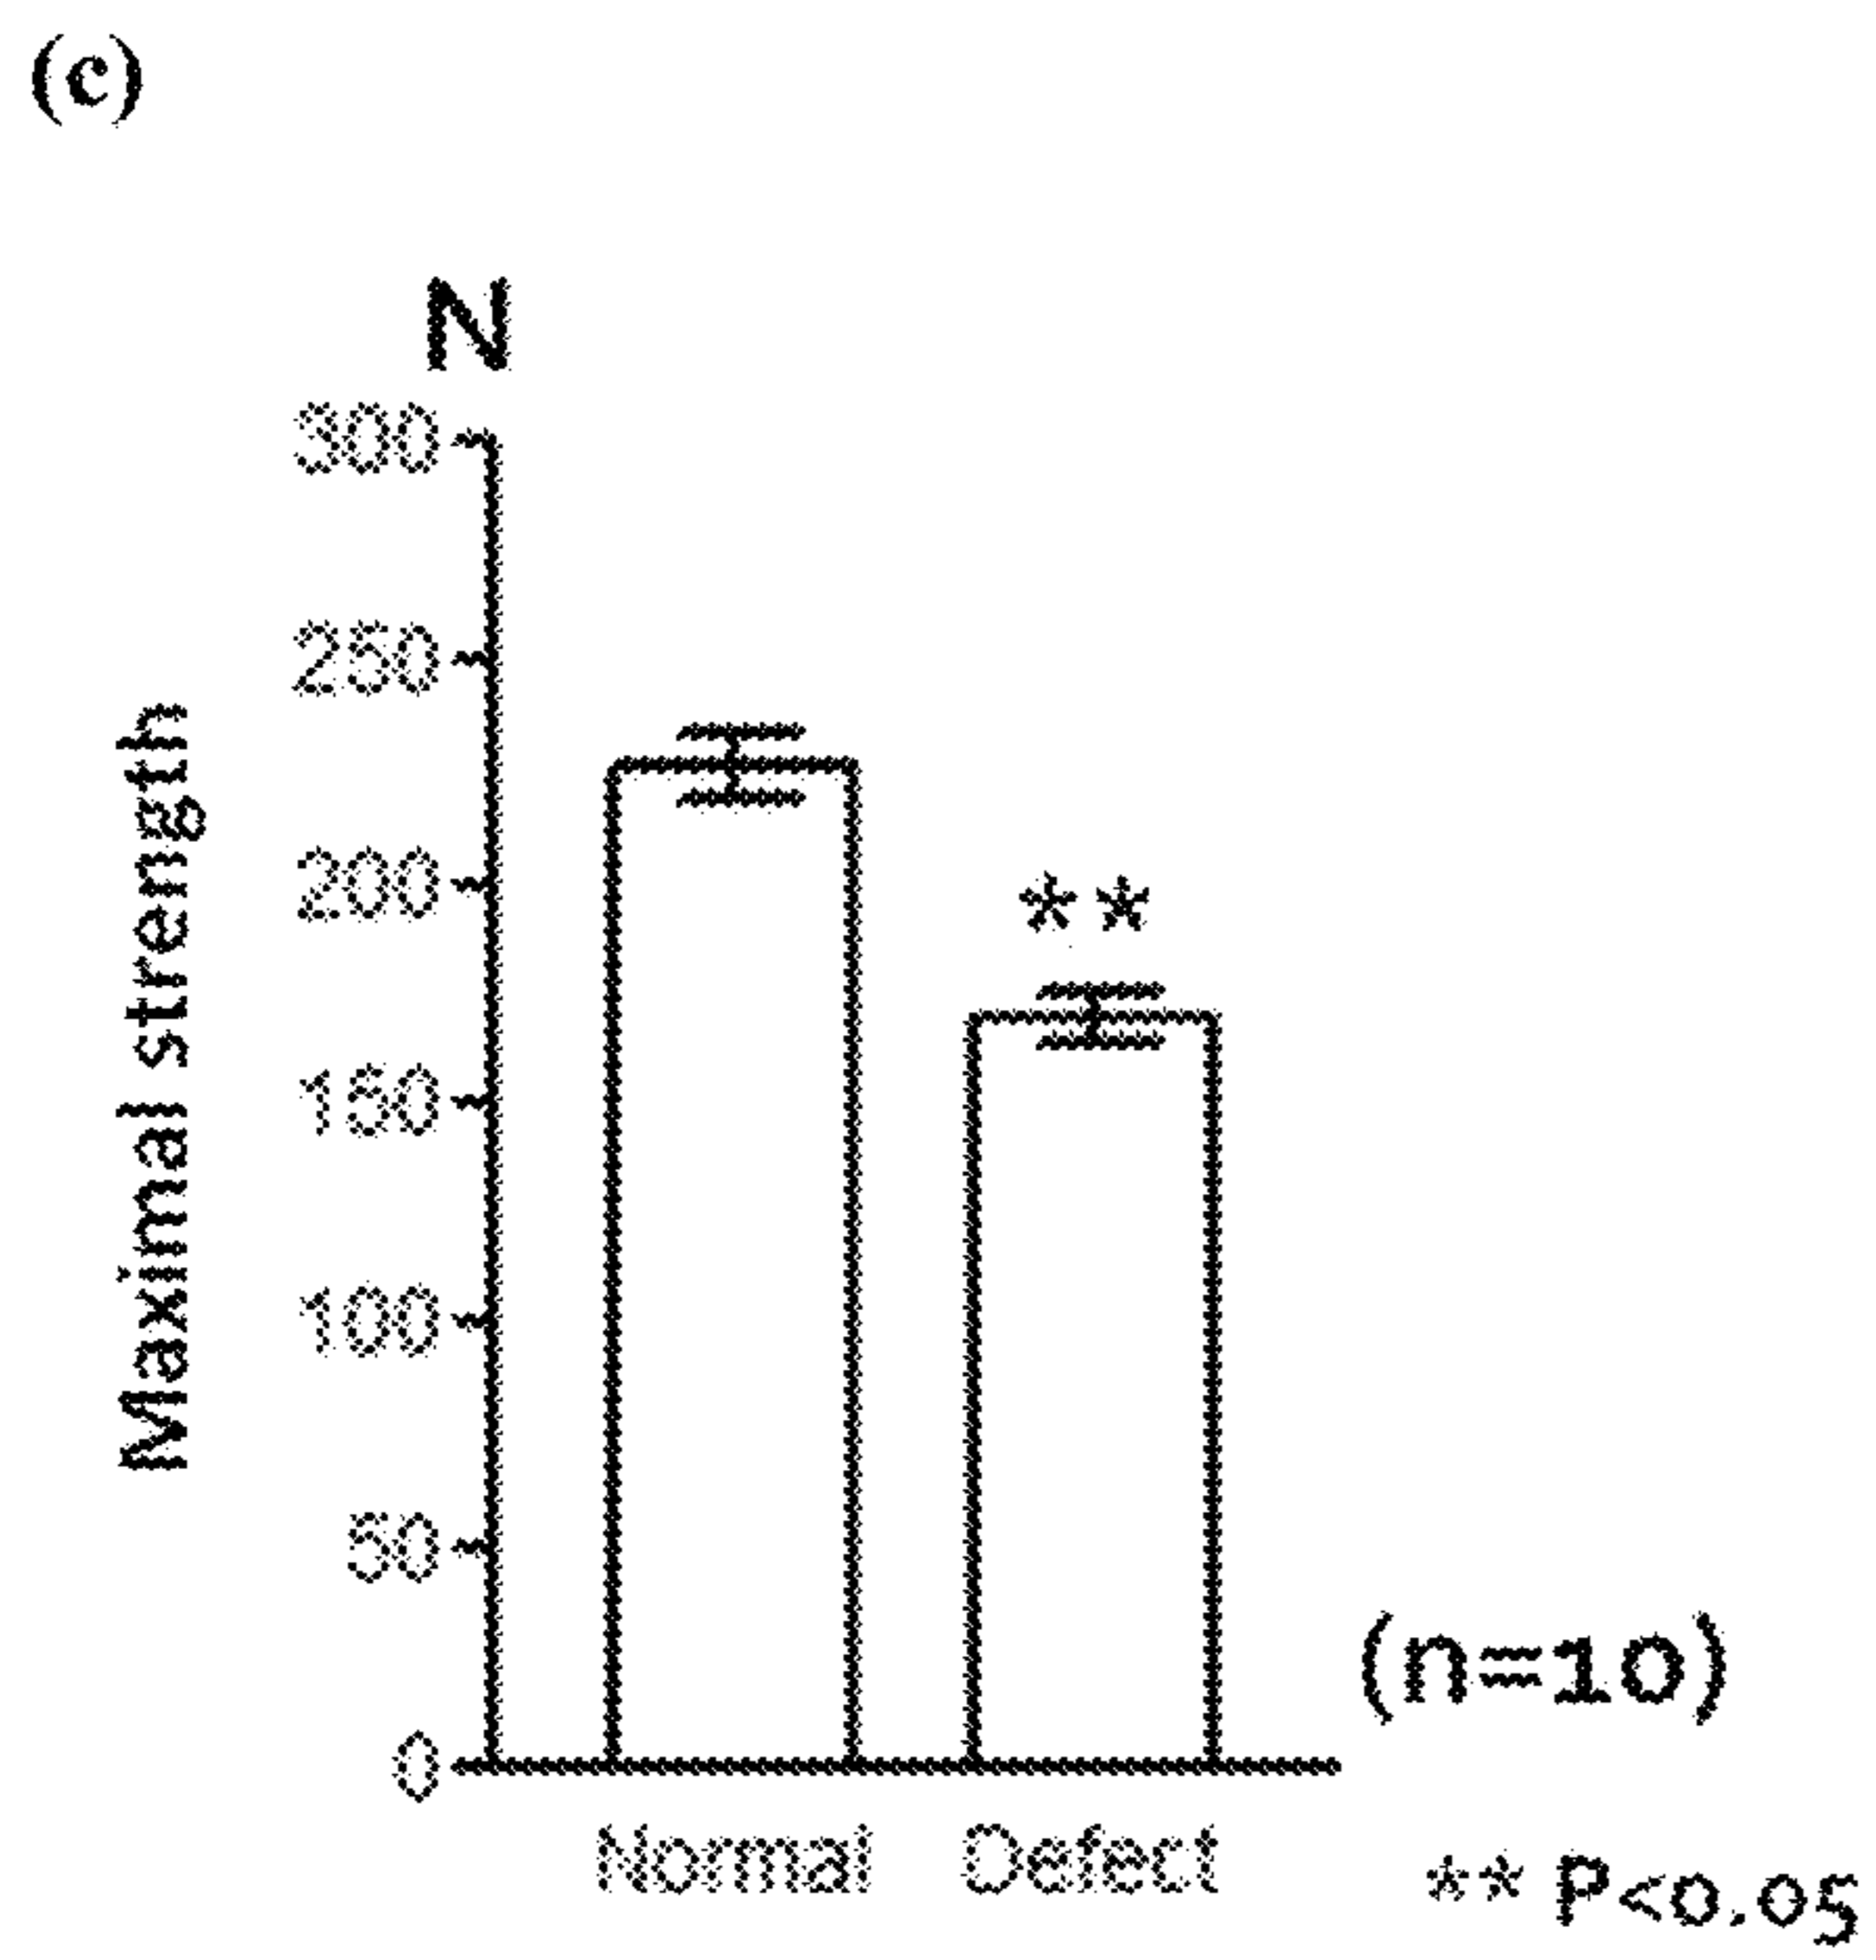 (c)
N
300
250
200
150
100
50
0
Maximal strength
**
Normal Defect
(n=10)
** P<0.05